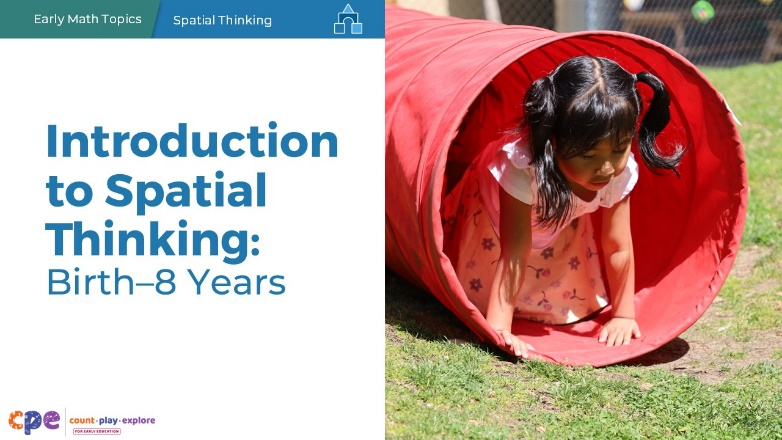 Early Math Topics
Spatial Thinking
Introduction
to Spatial
Thinking:
Birth–8 Years
cpe
count·play·explore
FOR EARLY EDUCATION